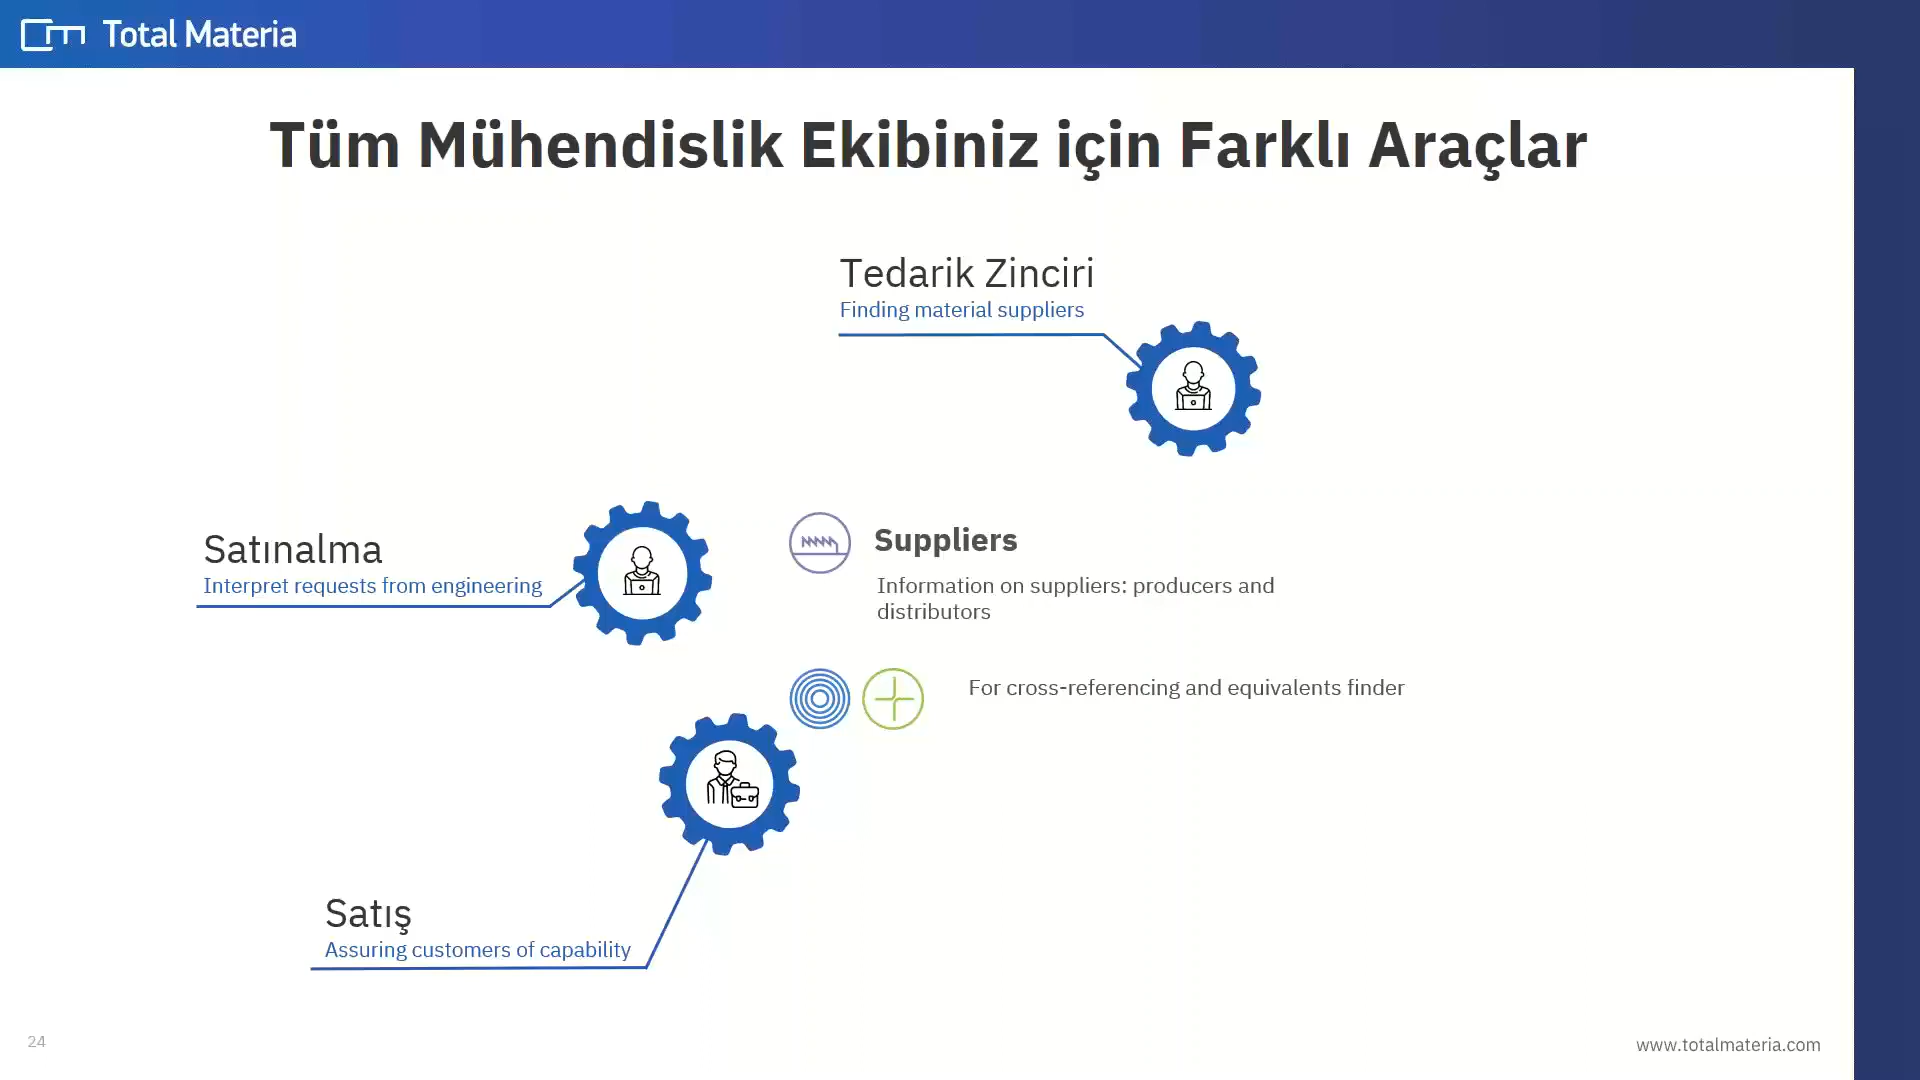 Total Materia
Tüm Mühendislik Ekibiniz için Farklı Araçlar
Tedarik Zinciri
Finding material suppliers
Satınalma
Interpret requests from engineering
Suppliers
Information on suppliers: producers and
distributors
For cross-referencing and equivalents finder
Satış
Assuring customers of capability
24
www.totalmateria.com